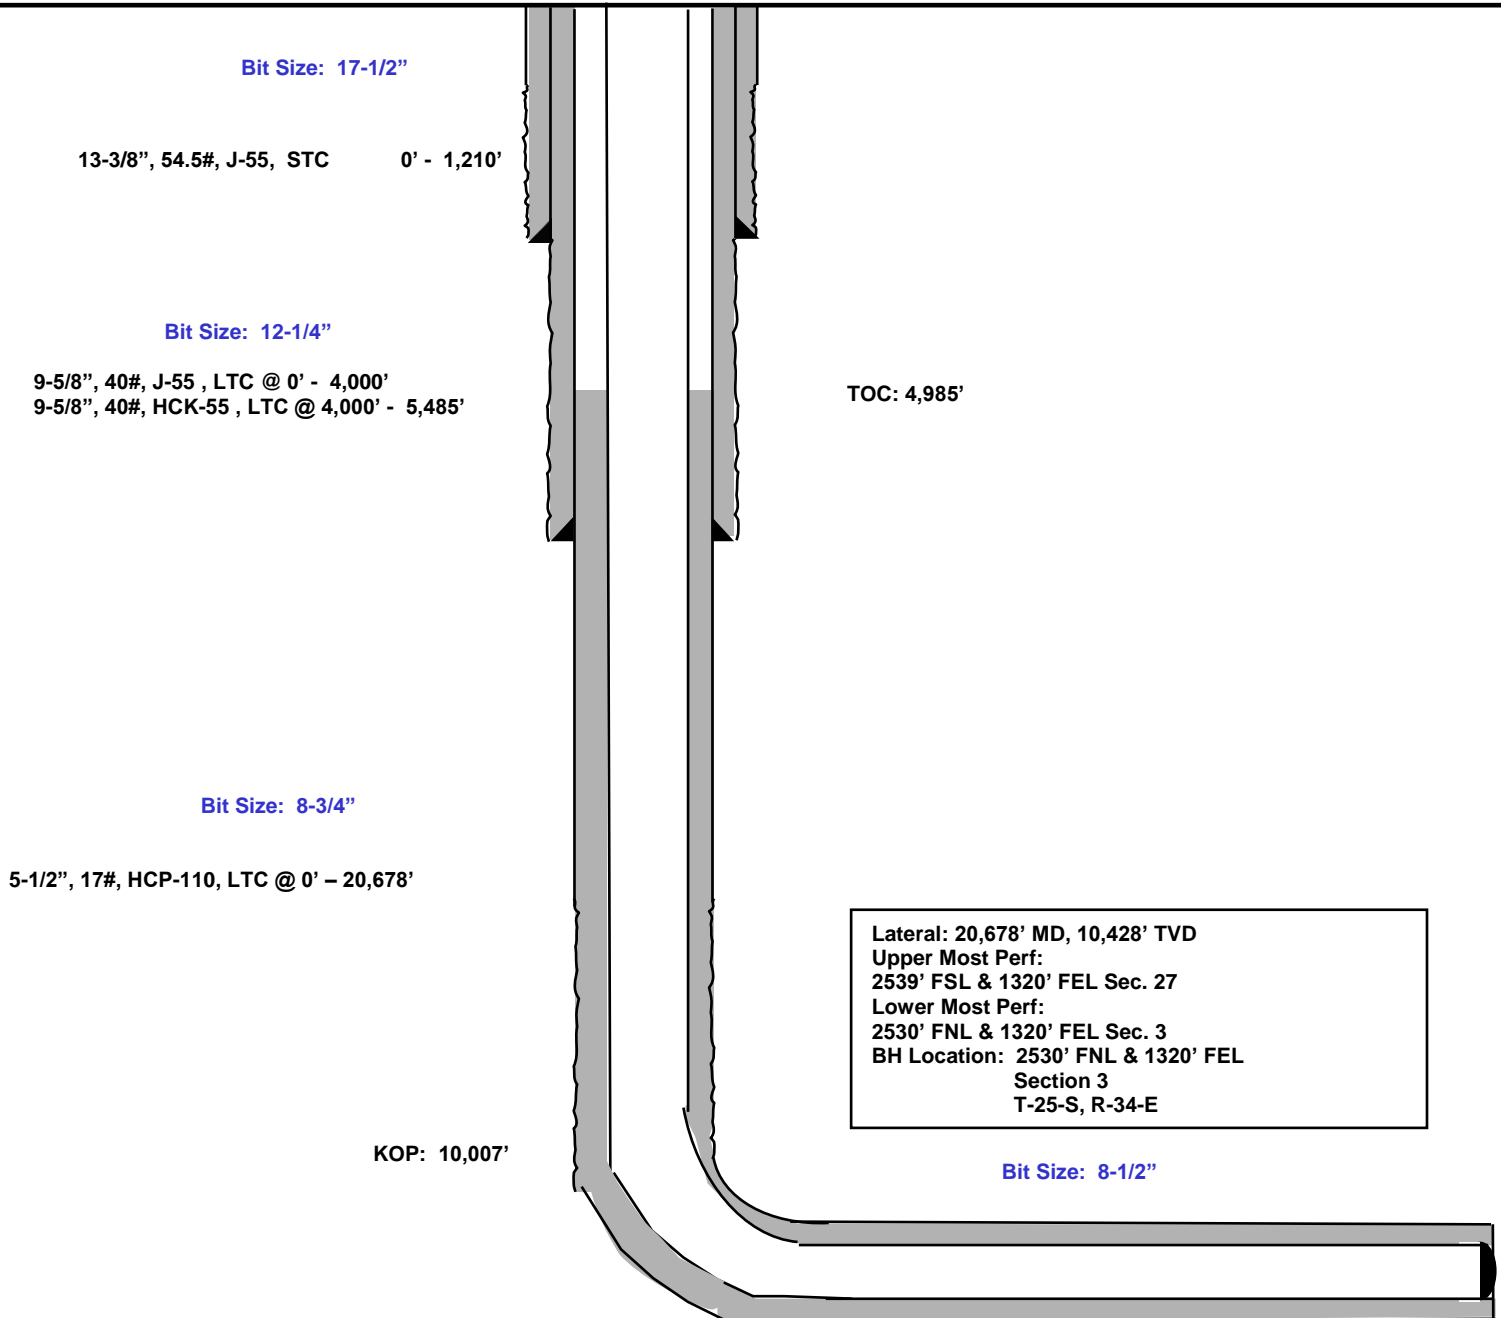 Bit Size: 17-1/2”
13-3/8”, 54.5#, J-55, STC 0’ - 1,210’
Bit Size: 12-1/4”
9-5/8”, 40#, J-55 , LTC @ 0’ - 4,000’
9-5/8”, 40#, HCK-55 , LTC @ 4,000’ - 5,485’
TOC: 4,985’
Bit Size: 8-3/4”
5-1/2”, 17#, HCP-110, LTC @ 0’ – 20,678’
Lateral: 20,678’ MD, 10,428’ TVD
Upper Most Perf:
2539’ FSL & 1320’ FEL Sec. 27
Lower Most Perf:
2530’ FNL & 1320’ FEL Sec. 3
BH Location: 2530’ FNL & 1320’ FEL
Section 3
T-25-S, R-34-E
KOP: 10,007’
Bit Size: 8-1/2”